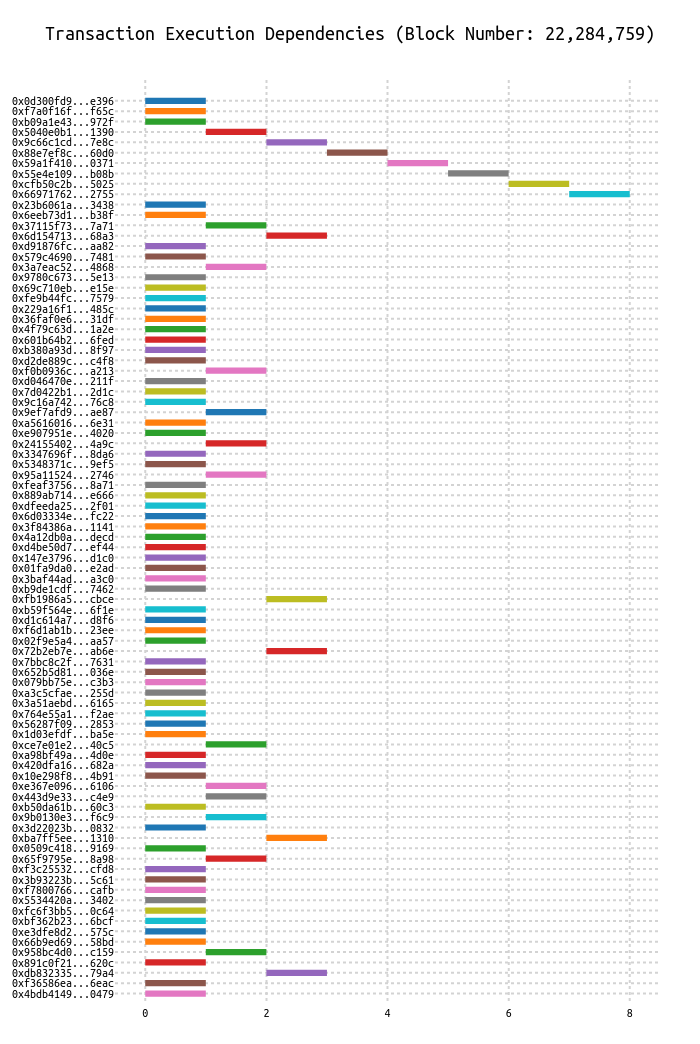 Transaction Execution Dependencies (Block Number: 22,284,759)
0x0d300fd9...e396
0xf7a0f16f...f65c
0xb09a1e43...972f
0x5040e0b1...1390
0x9c66c1cd...7e8c
0x88e7ef8c...60d0
0x59a1f410...0371
0x55e4e109...b08b
0xcfb50c2b...5025
0x66971762...2755
0x23b6061a...3438
0x6eeb73d1...b38f
0x37115f73...7a71
0x6d154713...68a3
0xd91876fc...aa82
0x579c4690...7481
0x3a7eac52...4868
0x9780c673...5e13
0x69c710eb...e15e
0xfe9b44fc...7579
0x229a16f1...485c
0x36faf0e6...31df
0x4f79c63d...1a2e
0x601b64b2...6fed
0xb380a93d...8f97
0xd2de889c...c4f8
0xf0b0936c...a213
0xd046470e...211f
0x7d0422b1...2d1c
0x9c16a742...76c8
0x9ef7afd9...ae87
0xa5616016...6e31
0xe907951e...4020
0x24155402...4a9c
0x3347696f...8da6
0x5348371c...9ef5
0x95a11524...2746
0xfeaf3756...8a71
0x889ab714...e666
0xdfeeda25...2f01
0x6d03334e...fc22
0x3f84386a...1141
0x4a12db0a...decd
0xd4be50d7...ef44
0x147e3796...d1c0
0x01fa9da0...e2ad
0x3baf44ad...a3c0
0xb9de1cdf...7462
0xfb1986a5...cbce
0xb59f564e...6f1e
0xd1c614a7...d8f6
0xf6d1ab1b...23ee
0x02f9e5a4...aa57
0x72b2eb7e...ab6e
0x7bbc8c2f...7631
0x652b5d81...036e
0x079bb75e...c3b3
0xa3c5cfae...255d
0x3a51aebd...6165
0x764e55a1...f2ae
0x56287f09...2853
0x1d03efdf...ba5e
0xce7e01e2...40c5
0xa98bf49a...4d0e
0x420dfa16...682a
0x10e298f8...4b91
0xe367e096...6106
0x443d9e33...c4e9
0xb50da61b...60c3
0x9b0130e3...f6c9
0x3d22023b...0832
0xba7ff5ee...1310
0x0509c418...9169
0x65f9795e...8a98
0xf3c25532...cfd8
0x3b93223b...5c61
0xf7800766...cafb
0x5534420a...3402
0xfc6f3bb5...0c64
0xbf362b23...6bcf
0xe3dfe8d2...575c
0x66b9ed69...58bd
0x958bc4d0...c159
0x891c0f21...620c
0xdb832335...79a4
0xf36586ea...6eac
0x4bdb4149...0479
0 2 4 6 8